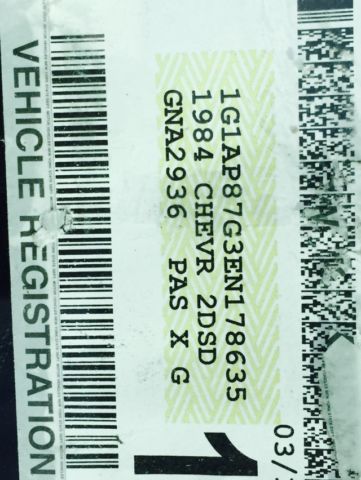 1G1AP87G3EN178635
1984 CHEVR 2DSD
GNA2936 PAS X G
VEHICLE REGISTRATION
03/
1